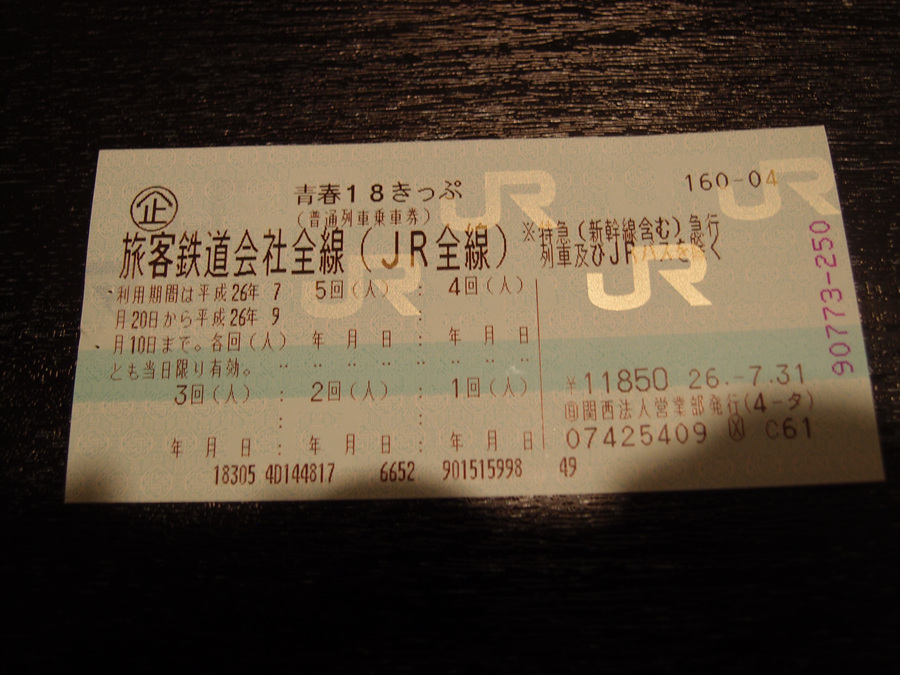 青春18きっぷ
160-04
企
(普通列車乗車券)
旅客鉄道会社全線(JR全線)
※特急(新幹線含む)急行
列車及びJRバスを除く
利用期間は平成26年 7
月20日から平成26年 9
月10日まで。各回(人)
とも当日限り有効。
5回(人) : 4回(人)
年 月 日 : 年 月 日
3回(人) : 2回(人) : 1回(人)
年 月 日 : 年 月 日 : 年 月 日
JR
JR
JR
JR
¥11850 26.-7.31
関西法人営業部発行(4-タ)
07425409 C61
18305 4D144817 6652 901515998 49
90773-250